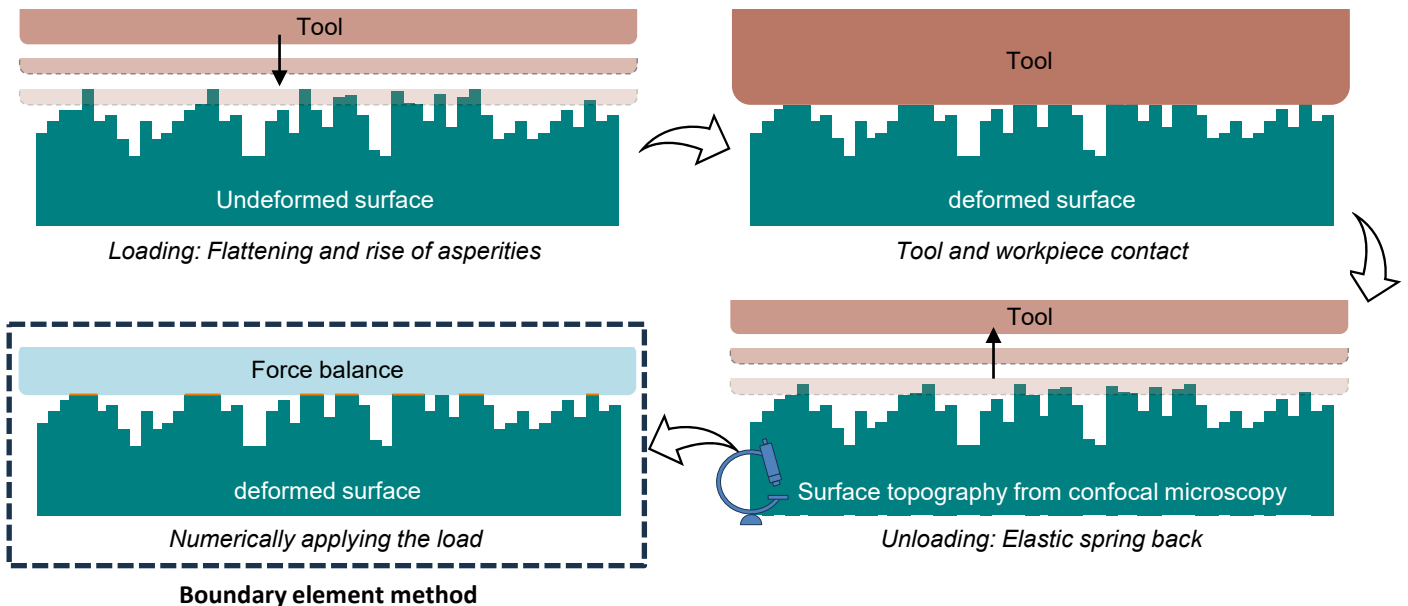 Tool
Undeformed surface
Loading: Flattening and rise of asperities
Tool
deformed surface
Tool and workpiece contact
Tool
Surface topography from confocal microscopy
Unloading: Elastic spring back
Force balance
deformed surface
Numerically applying the load
Boundary element method